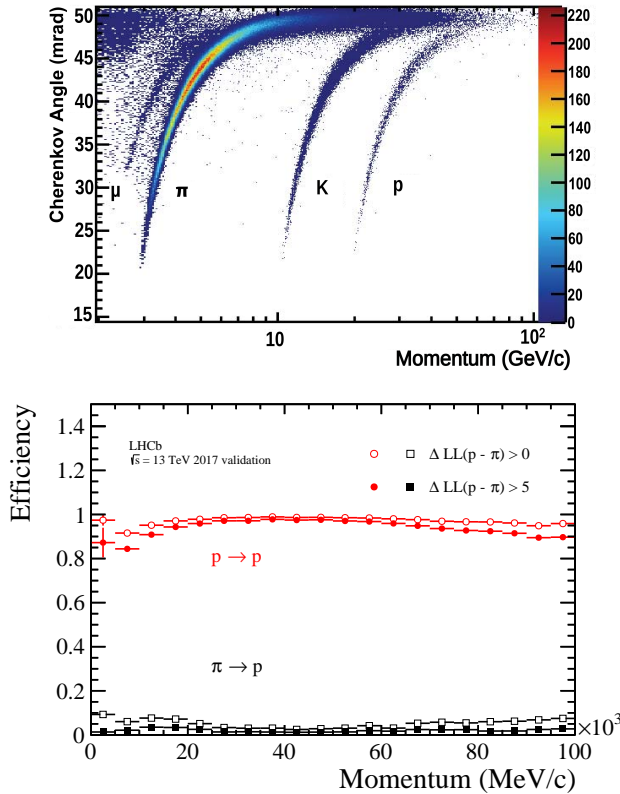 Cherenkov Angle (mrad)
50
45
40
35
30
25
20
15
μ
π
K
p
10
10²
Momentum (GeV/c)
220
200
180
160
140
120
100
80
60
40
20
0
Efficiency
1.4
1.2
1
0.8
0.6
0.4
0.2
0
LHCb
√s = 13 TeV 2017 validation
Δ LL(p - π) > 0
Δ LL(p - π) > 5
p → p
π → p
0 20 40 60 80 100
×10³
Momentum (MeV/c)